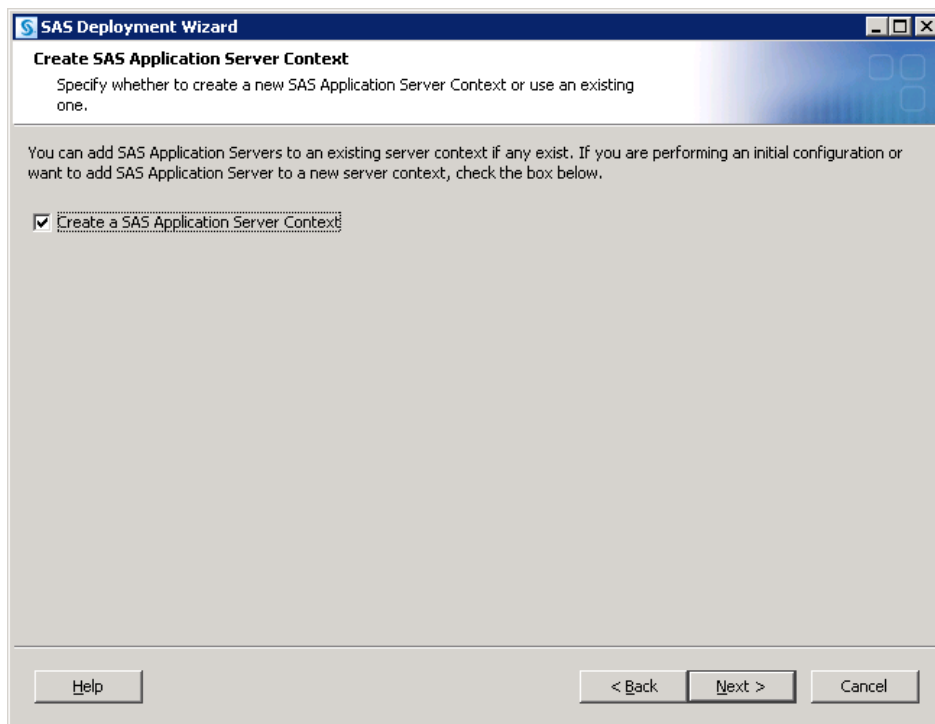 SAS Deployment Wizard
Create SAS Application Server Context
Specify whether to create a new SAS Application Server Context or use an existing
one.
You can add SAS Application Servers to an existing server context if any exist. If you are performing an initial configuration or
want to add SAS Application Server to a new server context, check the box below.
Create a SAS Application Server Context
Help
< Back
Next >
Cancel